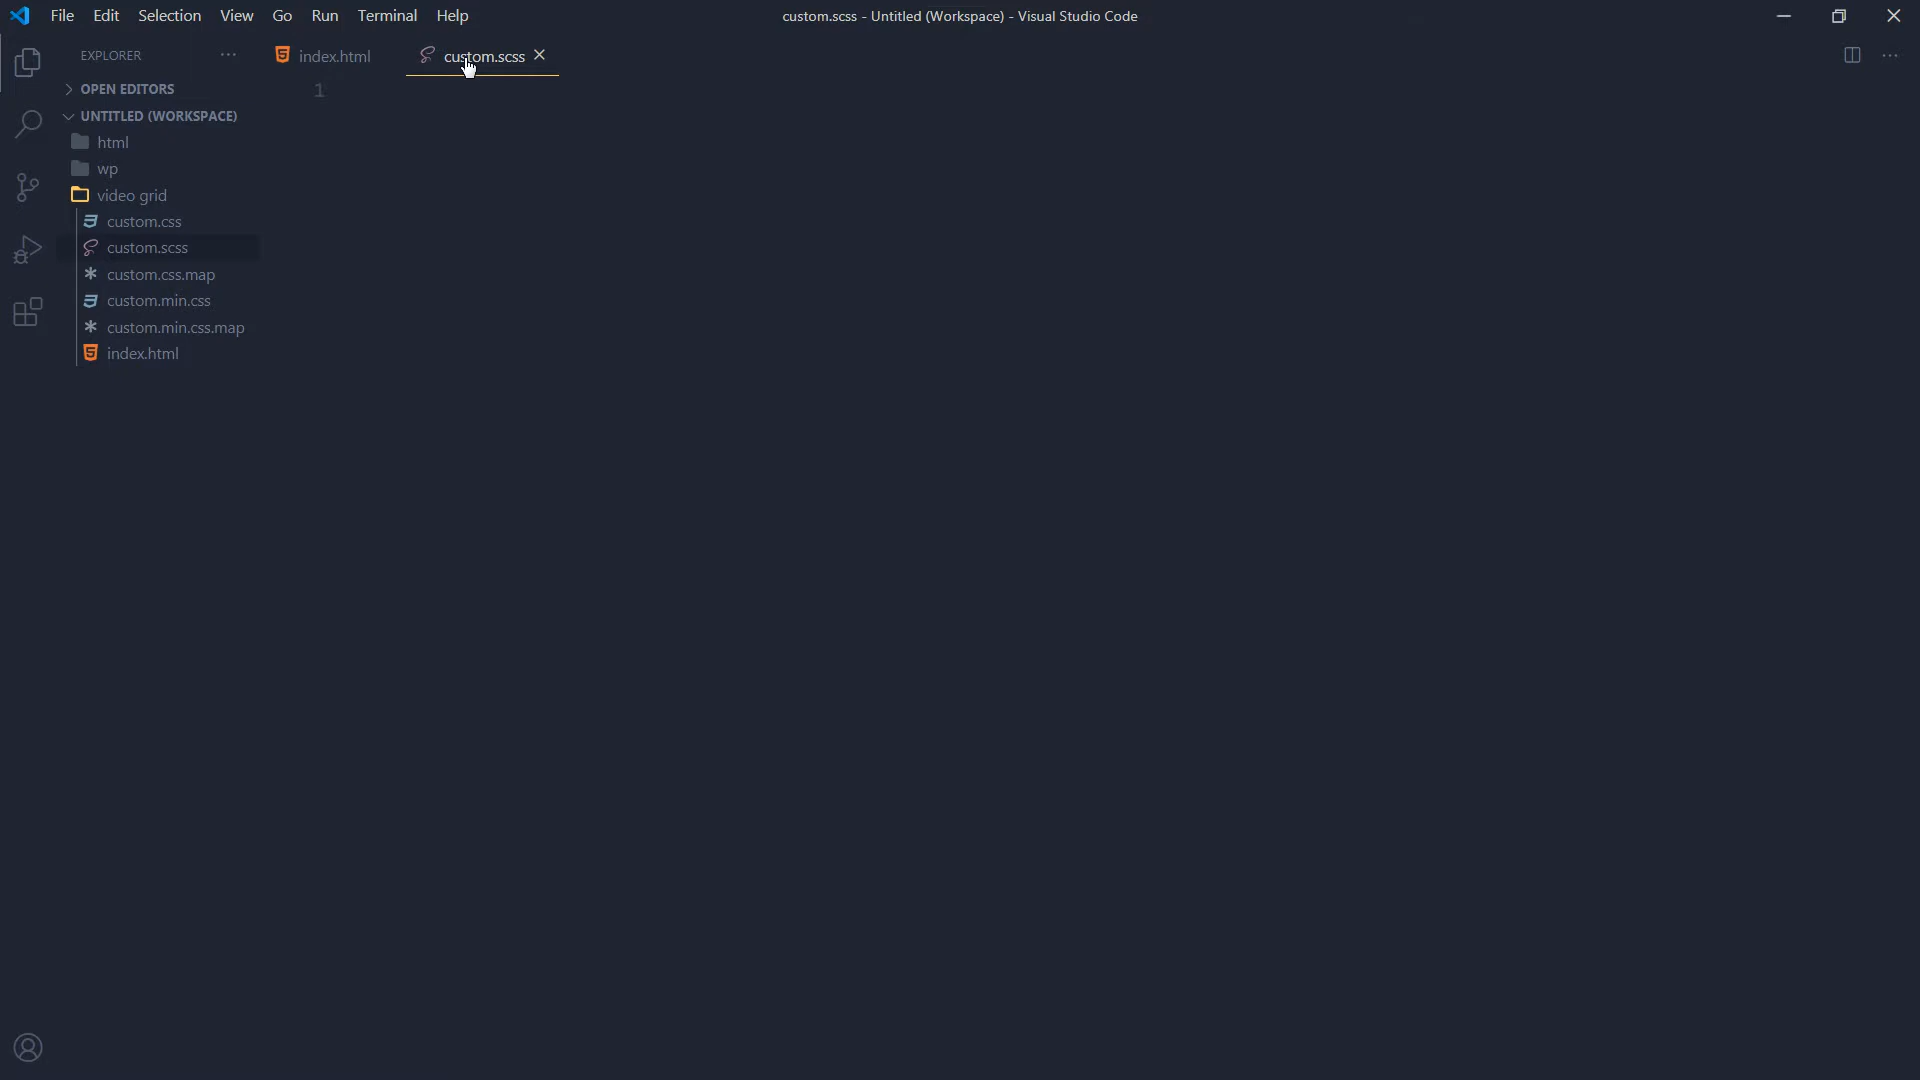 File Edit Selection View Go Run Terminal Help
custom.scss - Untitled (Workspace) - Visual Studio Code
EXPLORER
index.html
custom.scss
OPEN EDITORS
1
UNTITLED (WORKSPACE)
html
wp
video grid
custom.css
custom.scss
custom.css.map
custom.min.css
custom.min.css.map
index.html